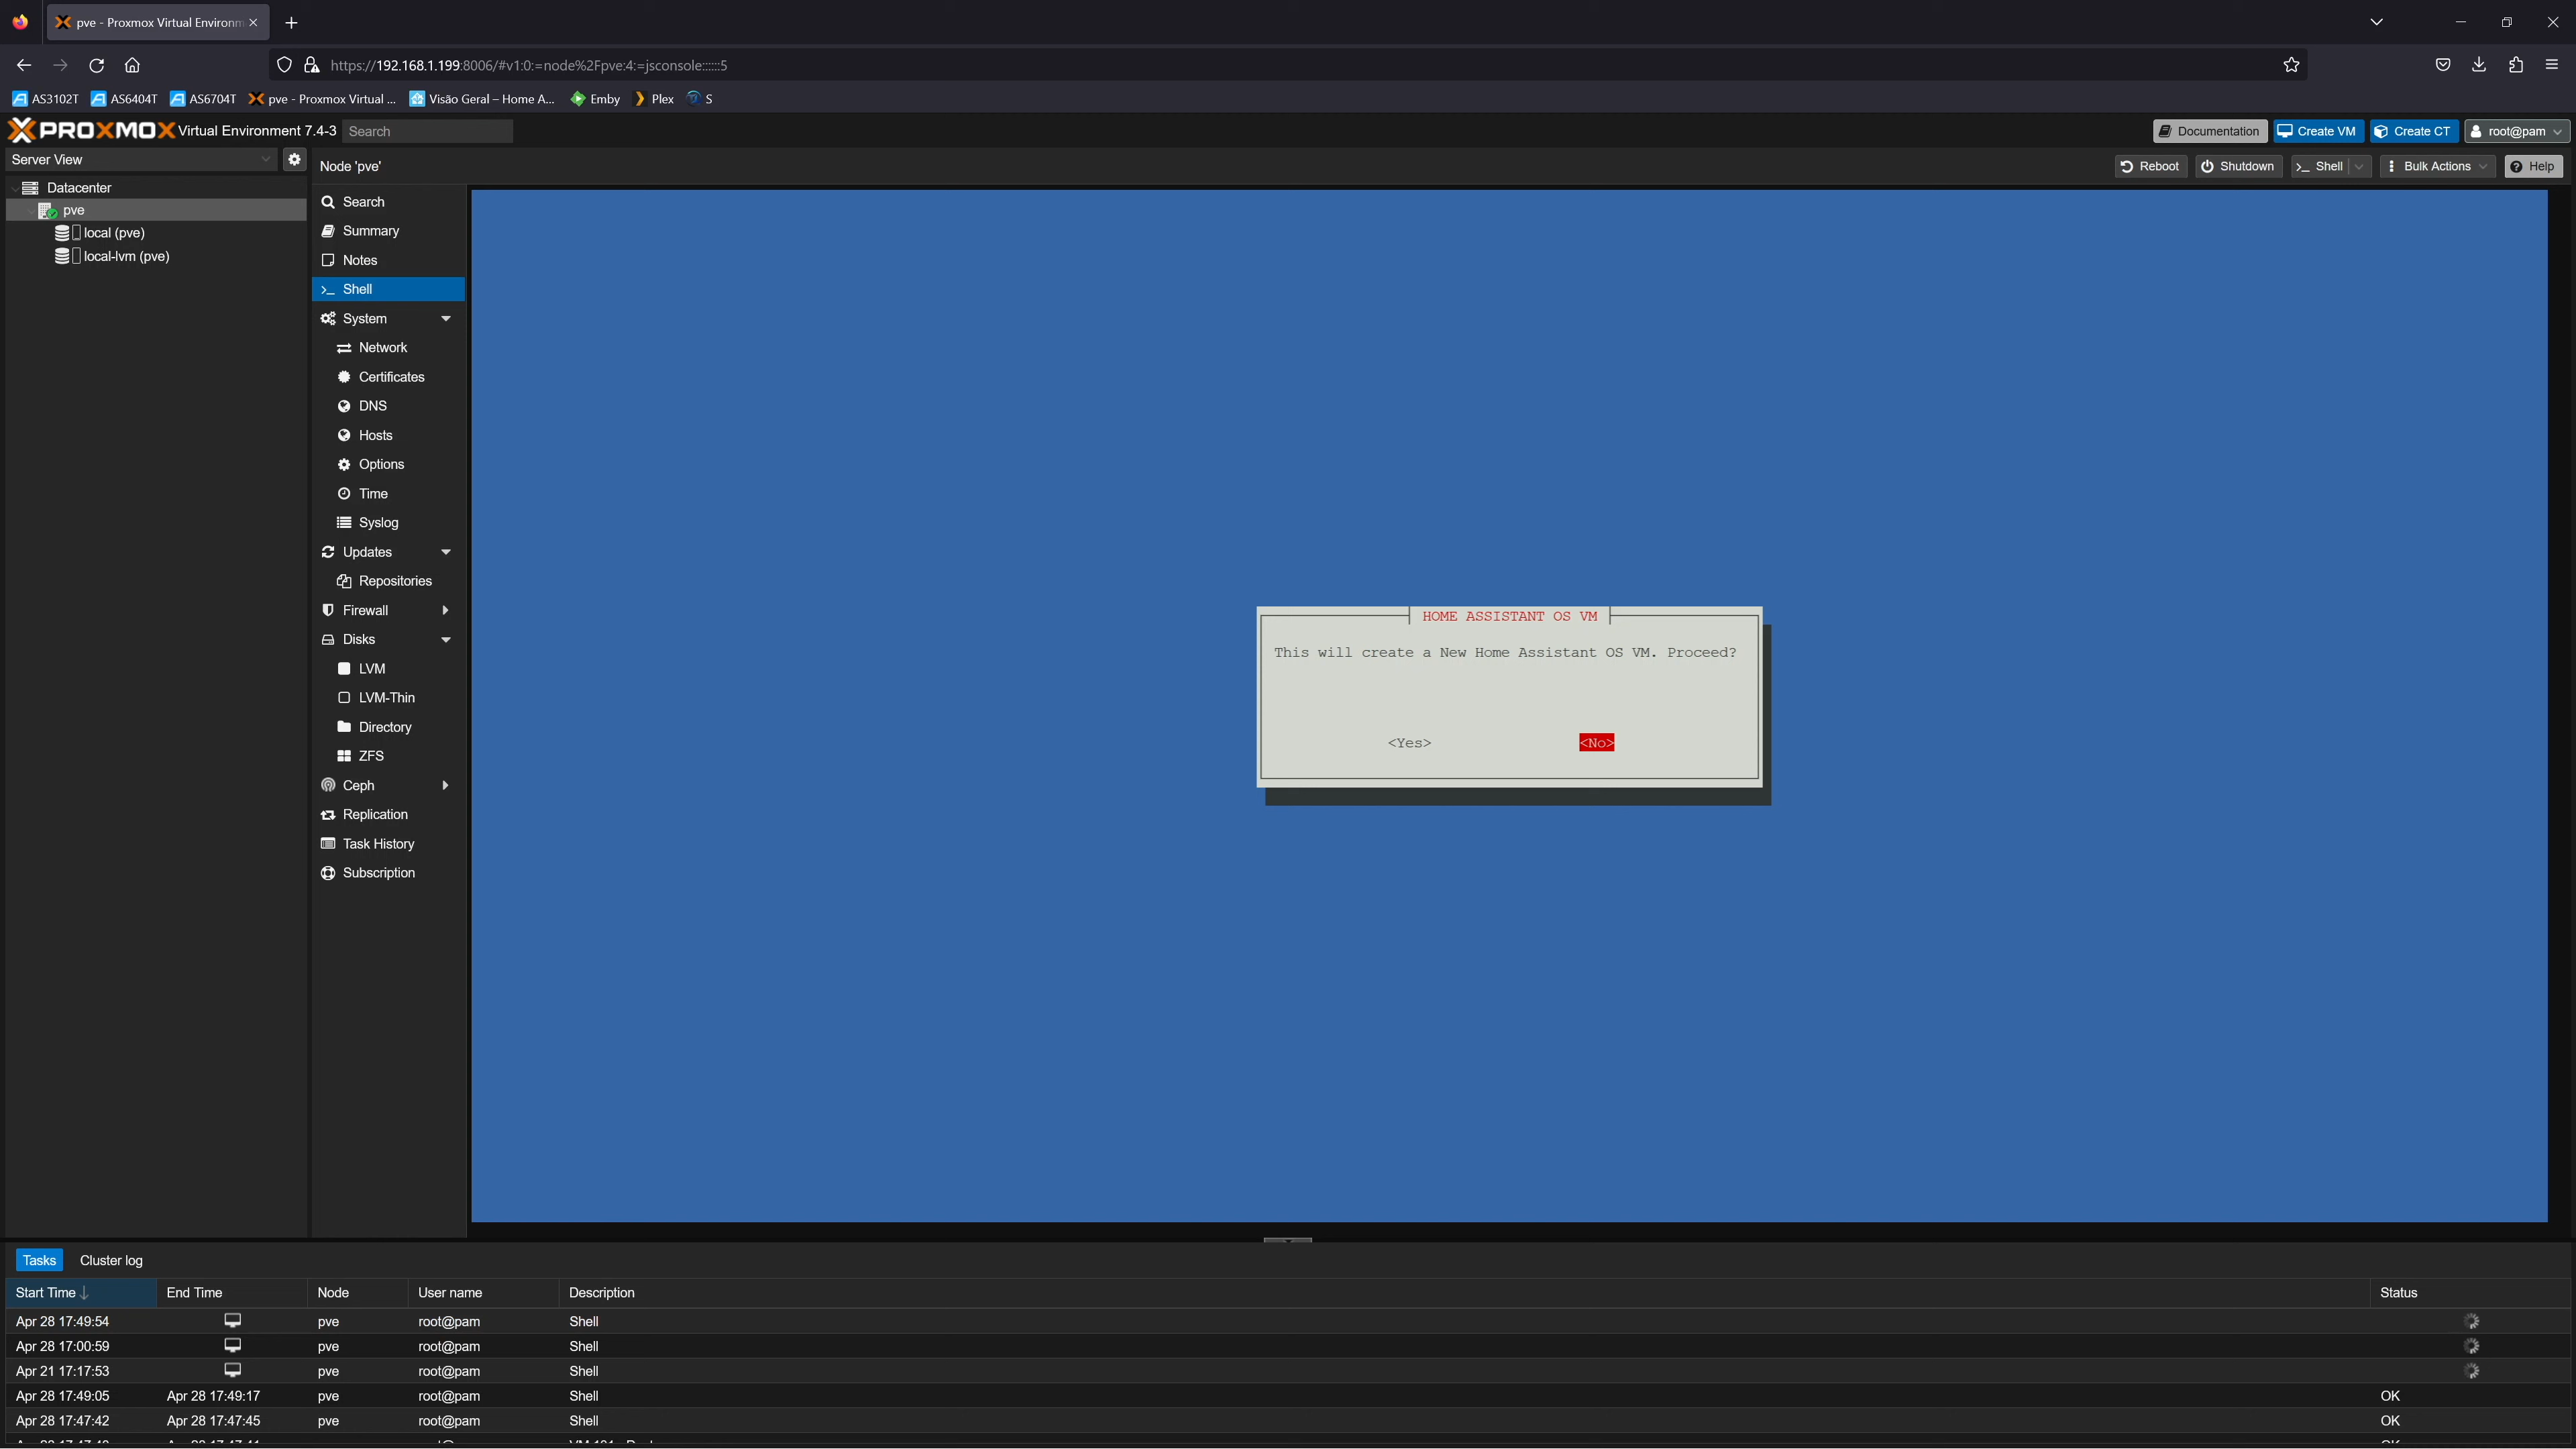 pve - Proxmox Virtual Environm
https://192.168.1.199:8006/#v1:0:=node%2Fpve:4:=jsconsole::::::5
AS3102T AS6404T AS6704T pve - Proxmox Virtual ... Visão Geral – Home A... Emby Plex S
PROXMOX Virtual Environment 7.4-3 Search Documentation Create VM Create CT root@pam
Server View
Node 'pve' Reboot Shutdown Shell Bulk Actions Help
Datacenter
pve
local (pve)
local-lvm (pve)
Search
Summary
Notes
Shell
System
Network
Certificates
DNS
Hosts
Options
Time
Syslog
Updates
Repositories
Firewall
Disks
LVM
LVM-Thin
Directory
ZFS
Ceph
Replication
Task History
Subscription
HOME ASSISTANT OS VM
This will create a New Home Assistant OS VM. Proceed?
<Yes> <No>
Tasks Cluster log
Start Time End Time Node User name Description Status
Apr 28 17:49:54 pve root@pam Shell
Apr 28 17:00:59 pve root@pam Shell
Apr 21 17:17:53 pve root@pam Shell
Apr 28 17:49:05 Apr 28 17:49:17 pve root@pam Shell OK
Apr 28 17:47:42 Apr 28 17:47:45 pve root@pam Shell OK